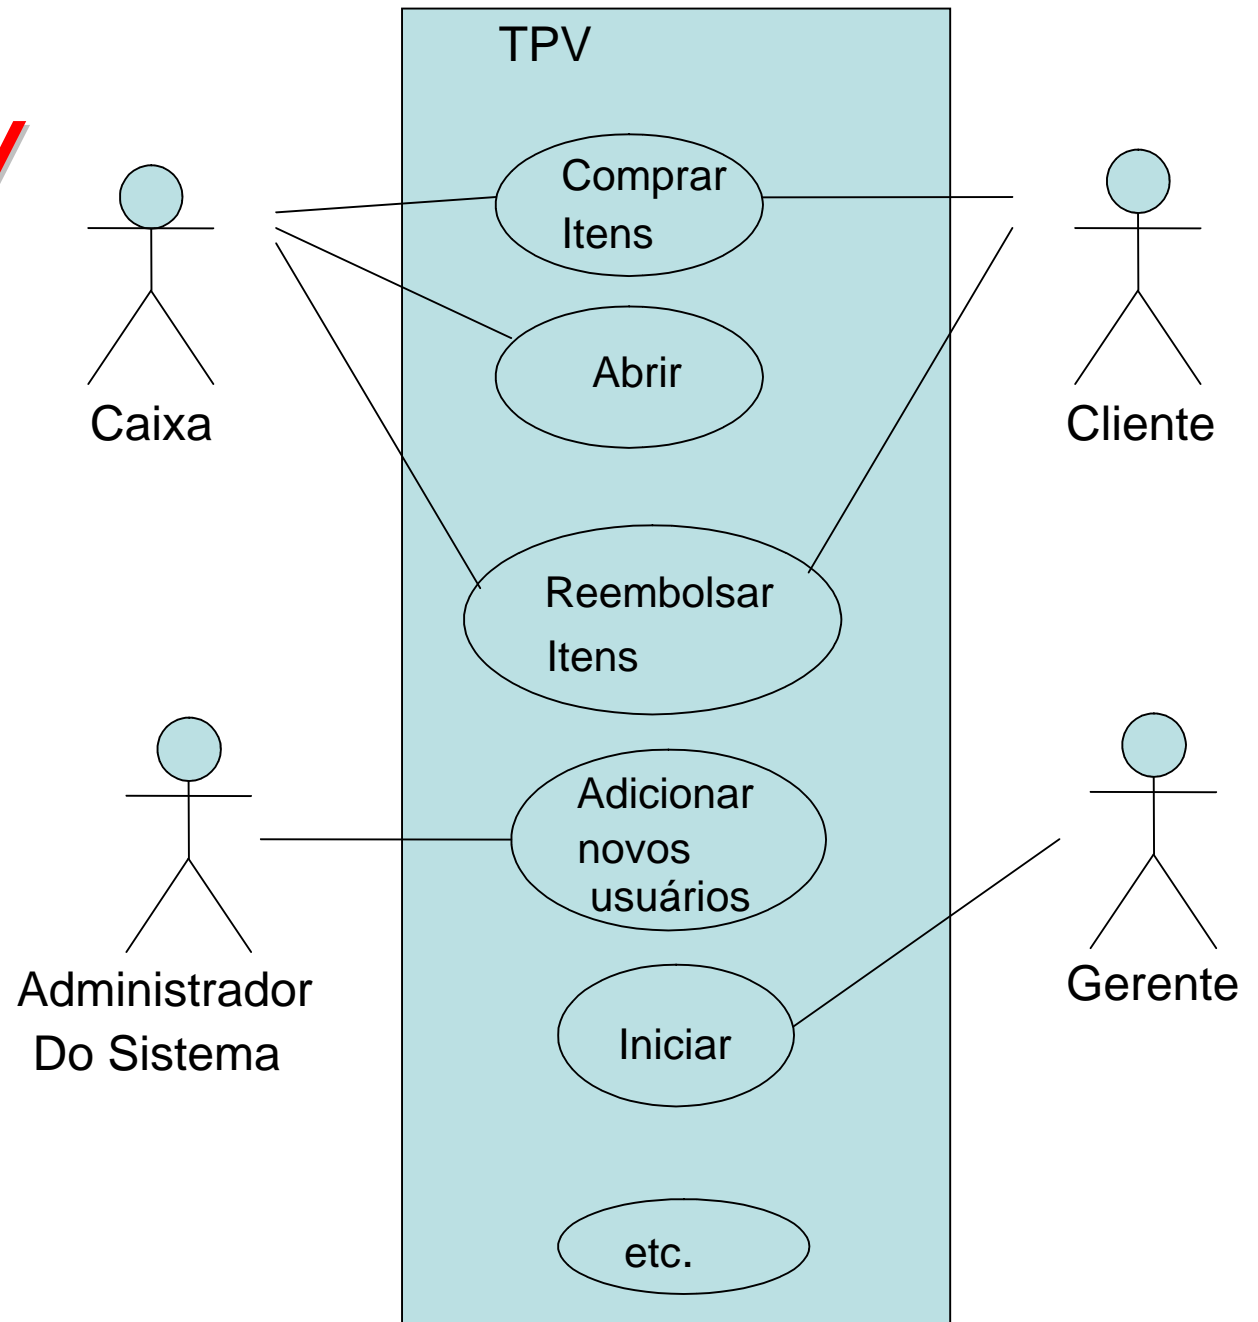 TPV
Comprar
Itens
Abrir
Caixa
Cliente
Reembolsar
Itens
Adicionar
novos
usuários
Administrador
Do Sistema
Gerente
Iniciar
etc.